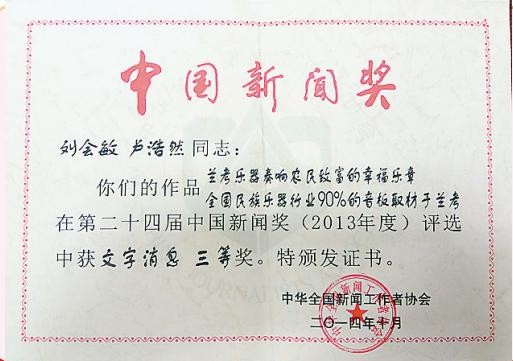 中国新闻奖
刘会敏 卢浩然同志：
你们的作品 兰考乐器奏响农民致富的幸福乐章
全国民族乐器行业90%的音板取材于兰考
在第二十四届中国新闻奖（2013年度）评选
中获文字消息 三等奖。特颁发证书。
中华全国新闻工作者协会
二〇一四年十月